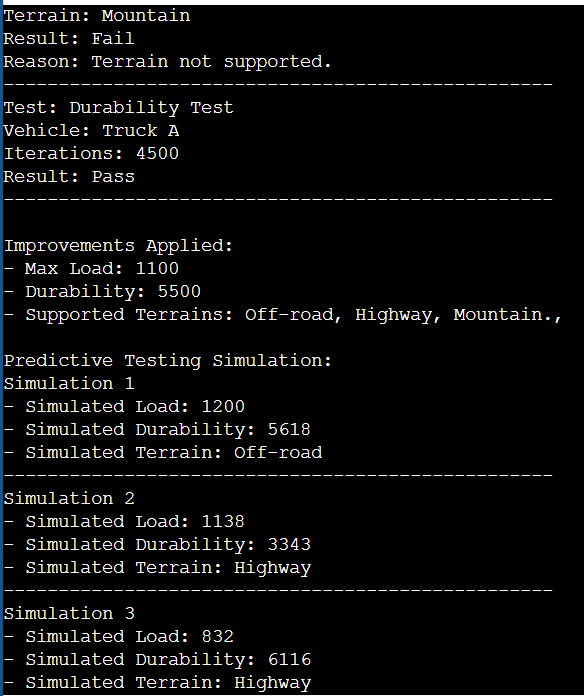 Terrain: Mountain
Result: Fail
Reason: Terrain not supported.
--------------------------------------------------
Test: Durability Test
Vehicle: Truck A
Iterations: 4500
Result: Pass
--------------------------------------------------
Improvements Applied:
- Max Load: 1100
- Durability: 5500
- Supported Terrains: Off-road, Highway, Mountain.,
Predictive Testing Simulation:
Simulation 1
- Simulated Load: 1200
- Simulated Durability: 5618
- Simulated Terrain: Off-road
--------------------------------------------------
Simulation 2
- Simulated Load: 1138
- Simulated Durability: 3343
- Simulated Terrain: Highway
--------------------------------------------------
Simulation 3
- Simulated Load: 832
- Simulated Durability: 6116
- Simulated Terrain: Highway